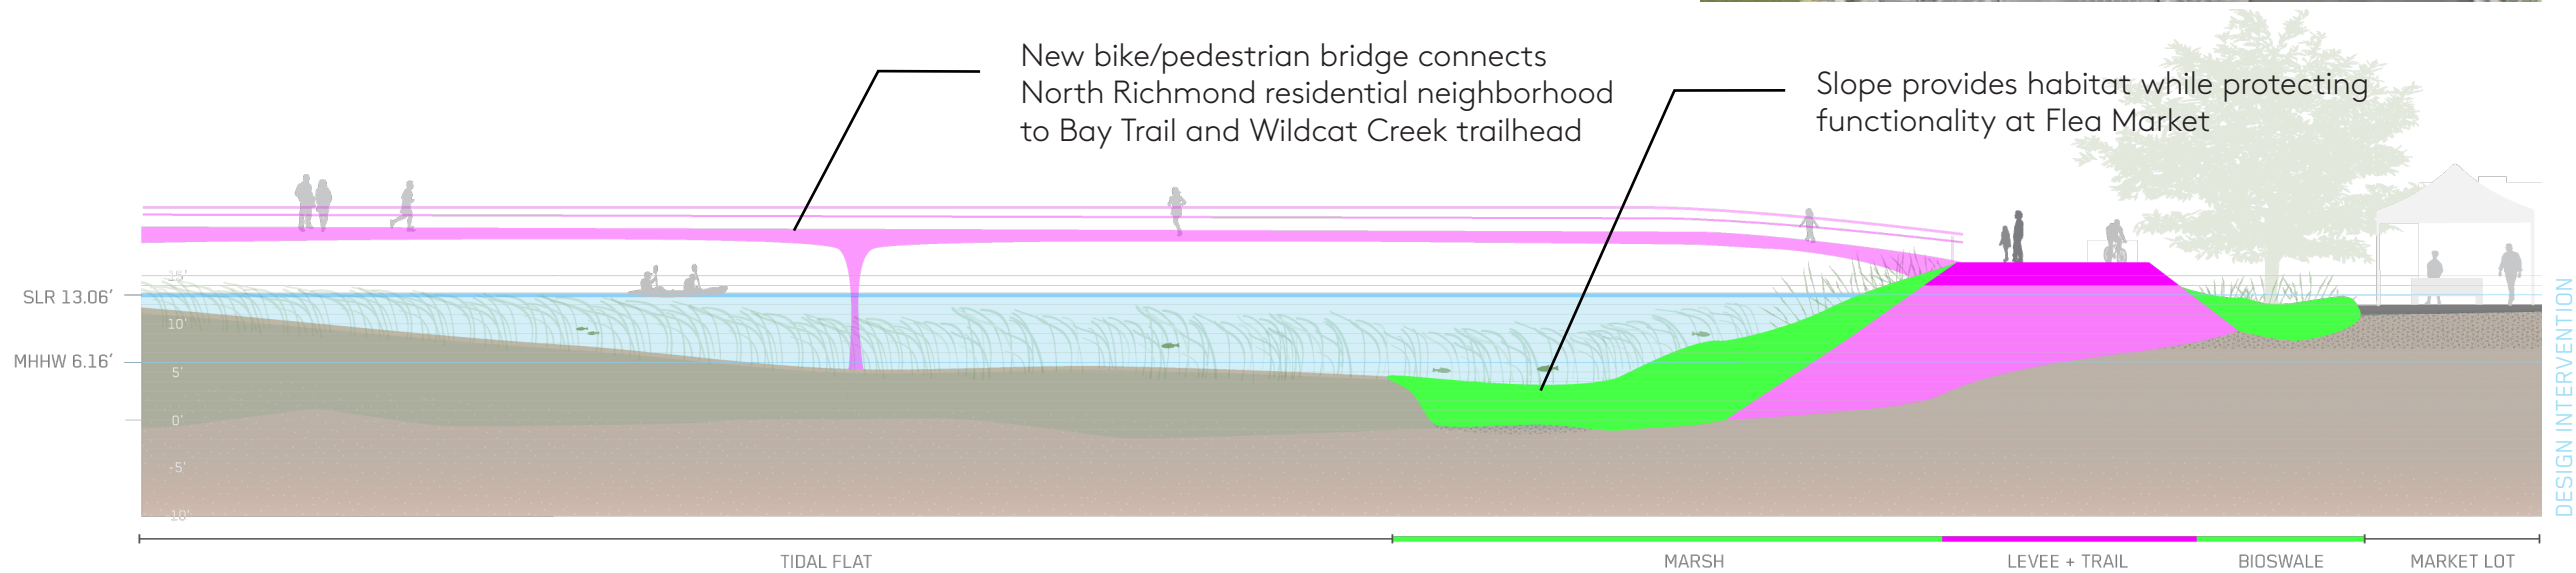 New bike/pedestrian bridge connects
North Richmond residential neighborhood
to Bay Trail and Wildcat Creek trailhead
Slope provides habitat while protecting
functionality at Flea Market
15'
SLR 13.06'
10'
MHHW 6.16'
5'
0'
-5'
-10'
TIDAL FLAT
MARSH
LEVEE + TRAIL
BIOSWALE
MARKET LOT
DESIGN INTERVENTION